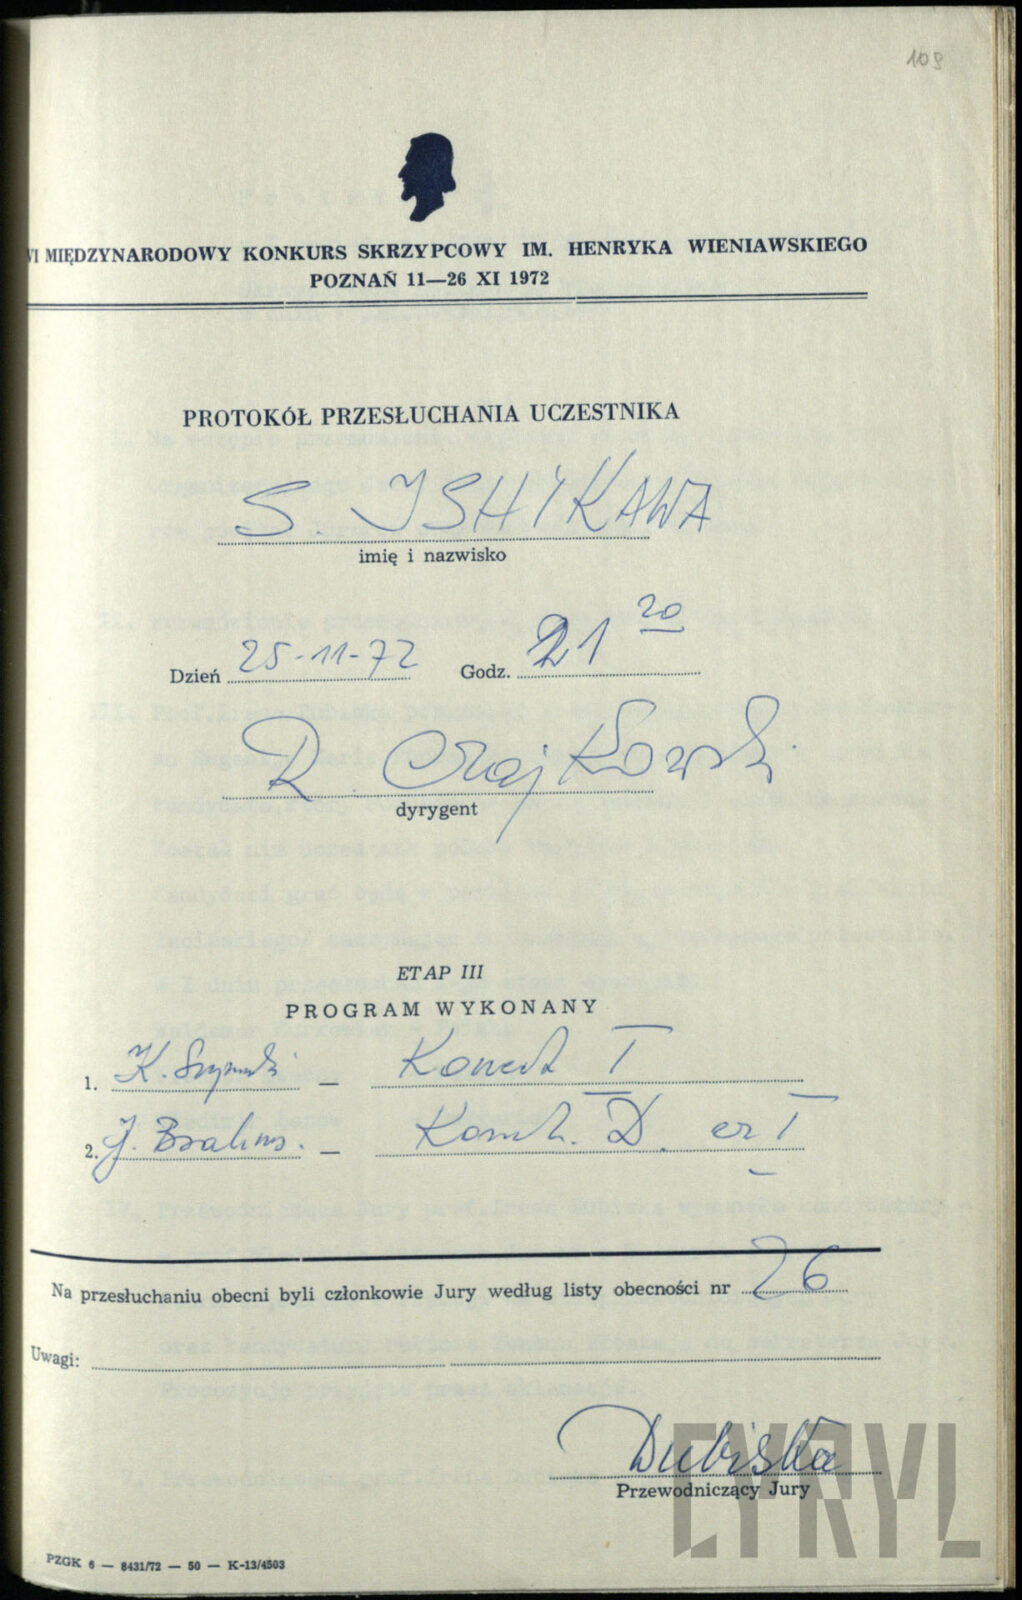 109
VI MIĘDZYNARODOWY KONKURS SKRZYPCOWY IM. HENRYKA WIENIAWSKIEGO
POZNAŃ 11—26 XI 1972
PROTOKÓŁ PRZESŁUCHANIA UCZESTNIKA
S. ISHIKAWA
imię i nazwisko
Dzień 25-11-72 Godz. 21 20
R. Czajkowski
dyrygent
ETAP III
PROGRAM WYKONANY
1. K. – Koncert I
2. J. Brahms. – D. cz I
Na przesłuchaniu obecni byli członkowie Jury według listy obecności nr 26
Uwagi:
Dubiska
Przewodniczący Jury
CYRYL
PZGK 6 — 8431/72 — 50 — K-13/4503